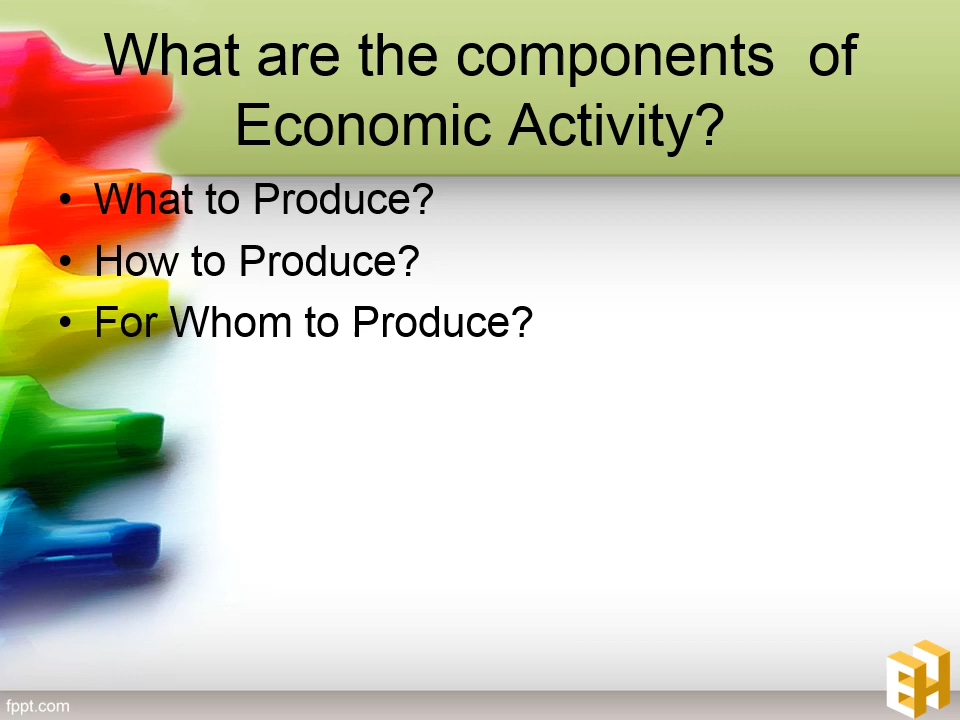 What are the components  of
Economic Activity?
• What to Produce?
• How to Produce?
• For Whom to Produce?
fppt.com
EH